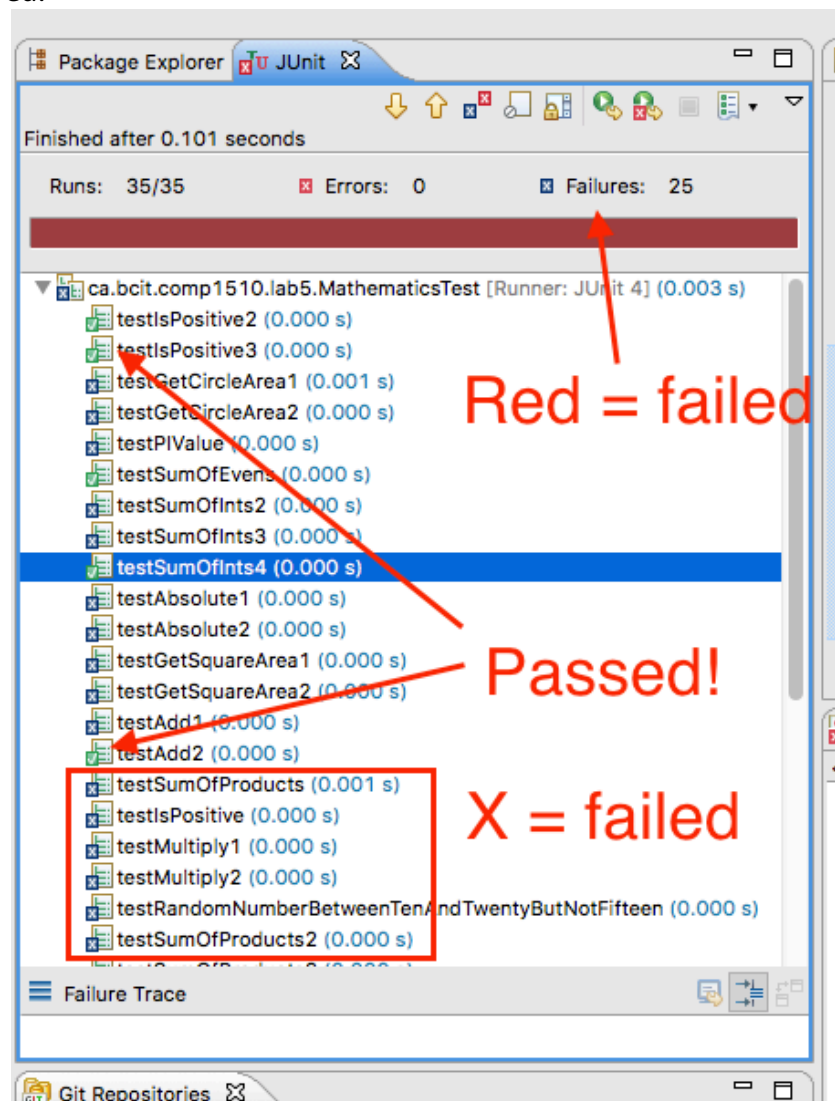 Package Explorer JUnit
Finished after 0.101 seconds
Runs: 35/35 Errors: 0 Failures: 25
ca.bcit.comp1510.lab5.MathematicsTest [Runner: JUnit 4] (0.003 s)
testIsPositive2 (0.000 s)
testIsPositive3 (0.000 s)
testGetCircleArea1 (0.001 s)
Red = failed
testGetCircleArea2 (0.000 s)
testPIValue (0.000 s)
testSumOfEvens (0.000 s)
testSumOfInts2 (0.000 s)
testSumOfInts3 (0.000 s)
testSumOfInts4 (0.000 s)
testAbsolute1 (0.000 s)
testAbsolute2 (0.000 s)
testGetSquareArea1 (0.000 s)
Passed!
testGetSquareArea2 (0.000 s)
testAdd1 (0.000 s)
testAdd2 (0.000 s)
testSumOfProducts (0.001 s)
testIsPositive (0.000 s)
X = failed
testMultiply1 (0.000 s)
testMultiply2 (0.000 s)
testRandomNumberBetweenTenAndTwentyButNotFifteen (0.000 s)
testSumOfProducts2 (0.000 s)
Failure Trace
Git Repositories